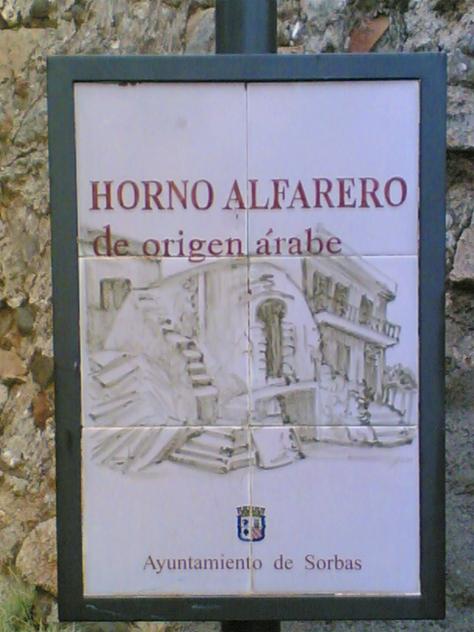 HORNO ALFARERO
de origen árabe
Ayuntamiento de Sorbas